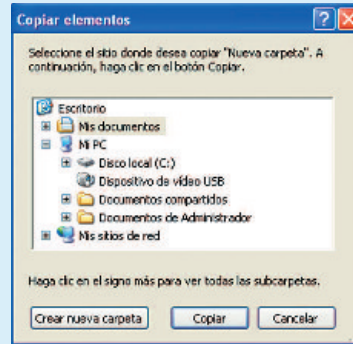 Copiar elementos
Seleccione el sitio donde desea copiar "Nueva carpeta". A
continuación, haga clic en el botón Copiar.
Escritorio
Mis documentos
Mi PC
Disco local (C:)
Dispositivo de vídeo USB
Documentos compartidos
Documentos de Administrador
Mis sitios de red
Haga clic en el signo más para ver todas las subcarpetas.
Crear nueva carpeta Copiar Cancelar